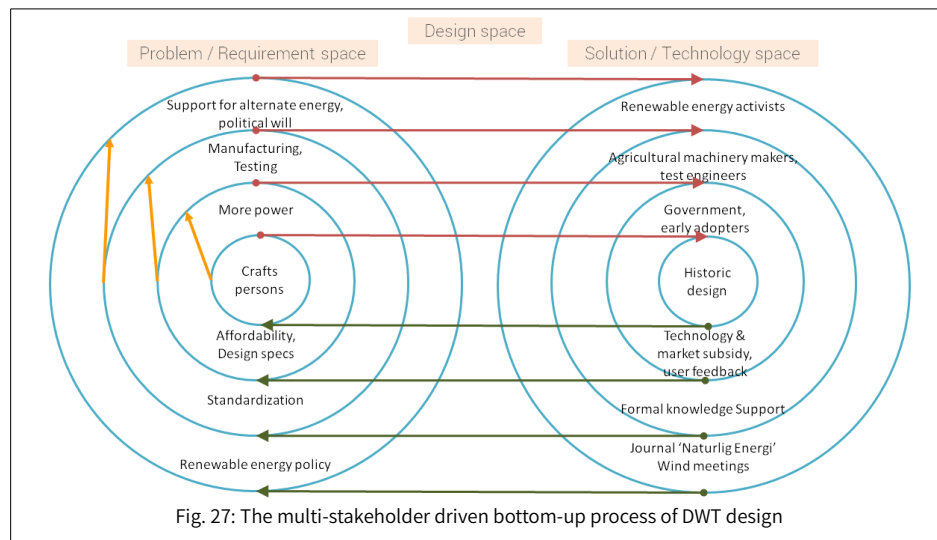 Design space
Problem / Requirement space
Solution / Technology space
Support for alternate energy,
political will
Manufacturing,
Testing
More power
Crafts
persons
Affordability,
Design specs
Standardization
Renewable energy policy
Renewable energy activists
Agricultural machinery makers,
test engineers
Government,
early adopters
Historic
design
Technology &
market subsidy,
user feedback
Formal knowledge Support
Journal ‘Naturlig Energi’
Wind meetings
Fig. 27: The multi-stakeholder driven bottom-up process of DWT design